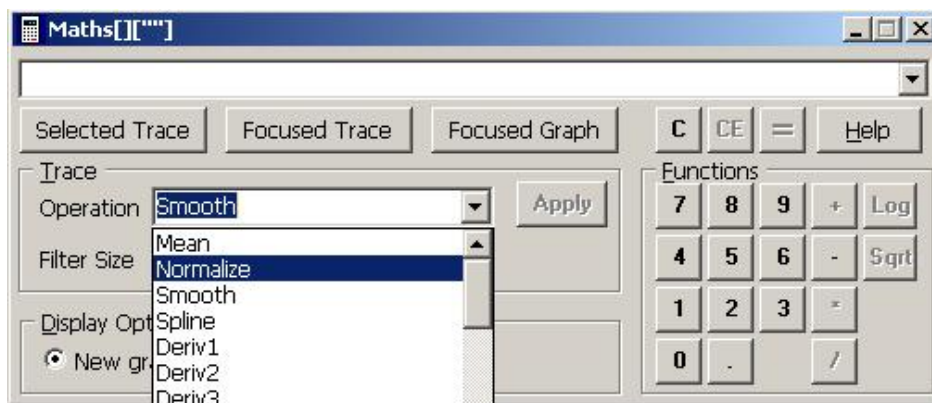 Maths[][""]
Selected Trace Focused Trace Focused Graph C CE = Help
Trace
Operation Smooth Apply
Filter Size
Mean
Normalize
Smooth
Spline
Deriv1
Deriv2
Deriv3
Display Opt
New gr
Functions
7 8 9 + Log
4 5 6 - Sqrt
1 2 3 *
0 . /